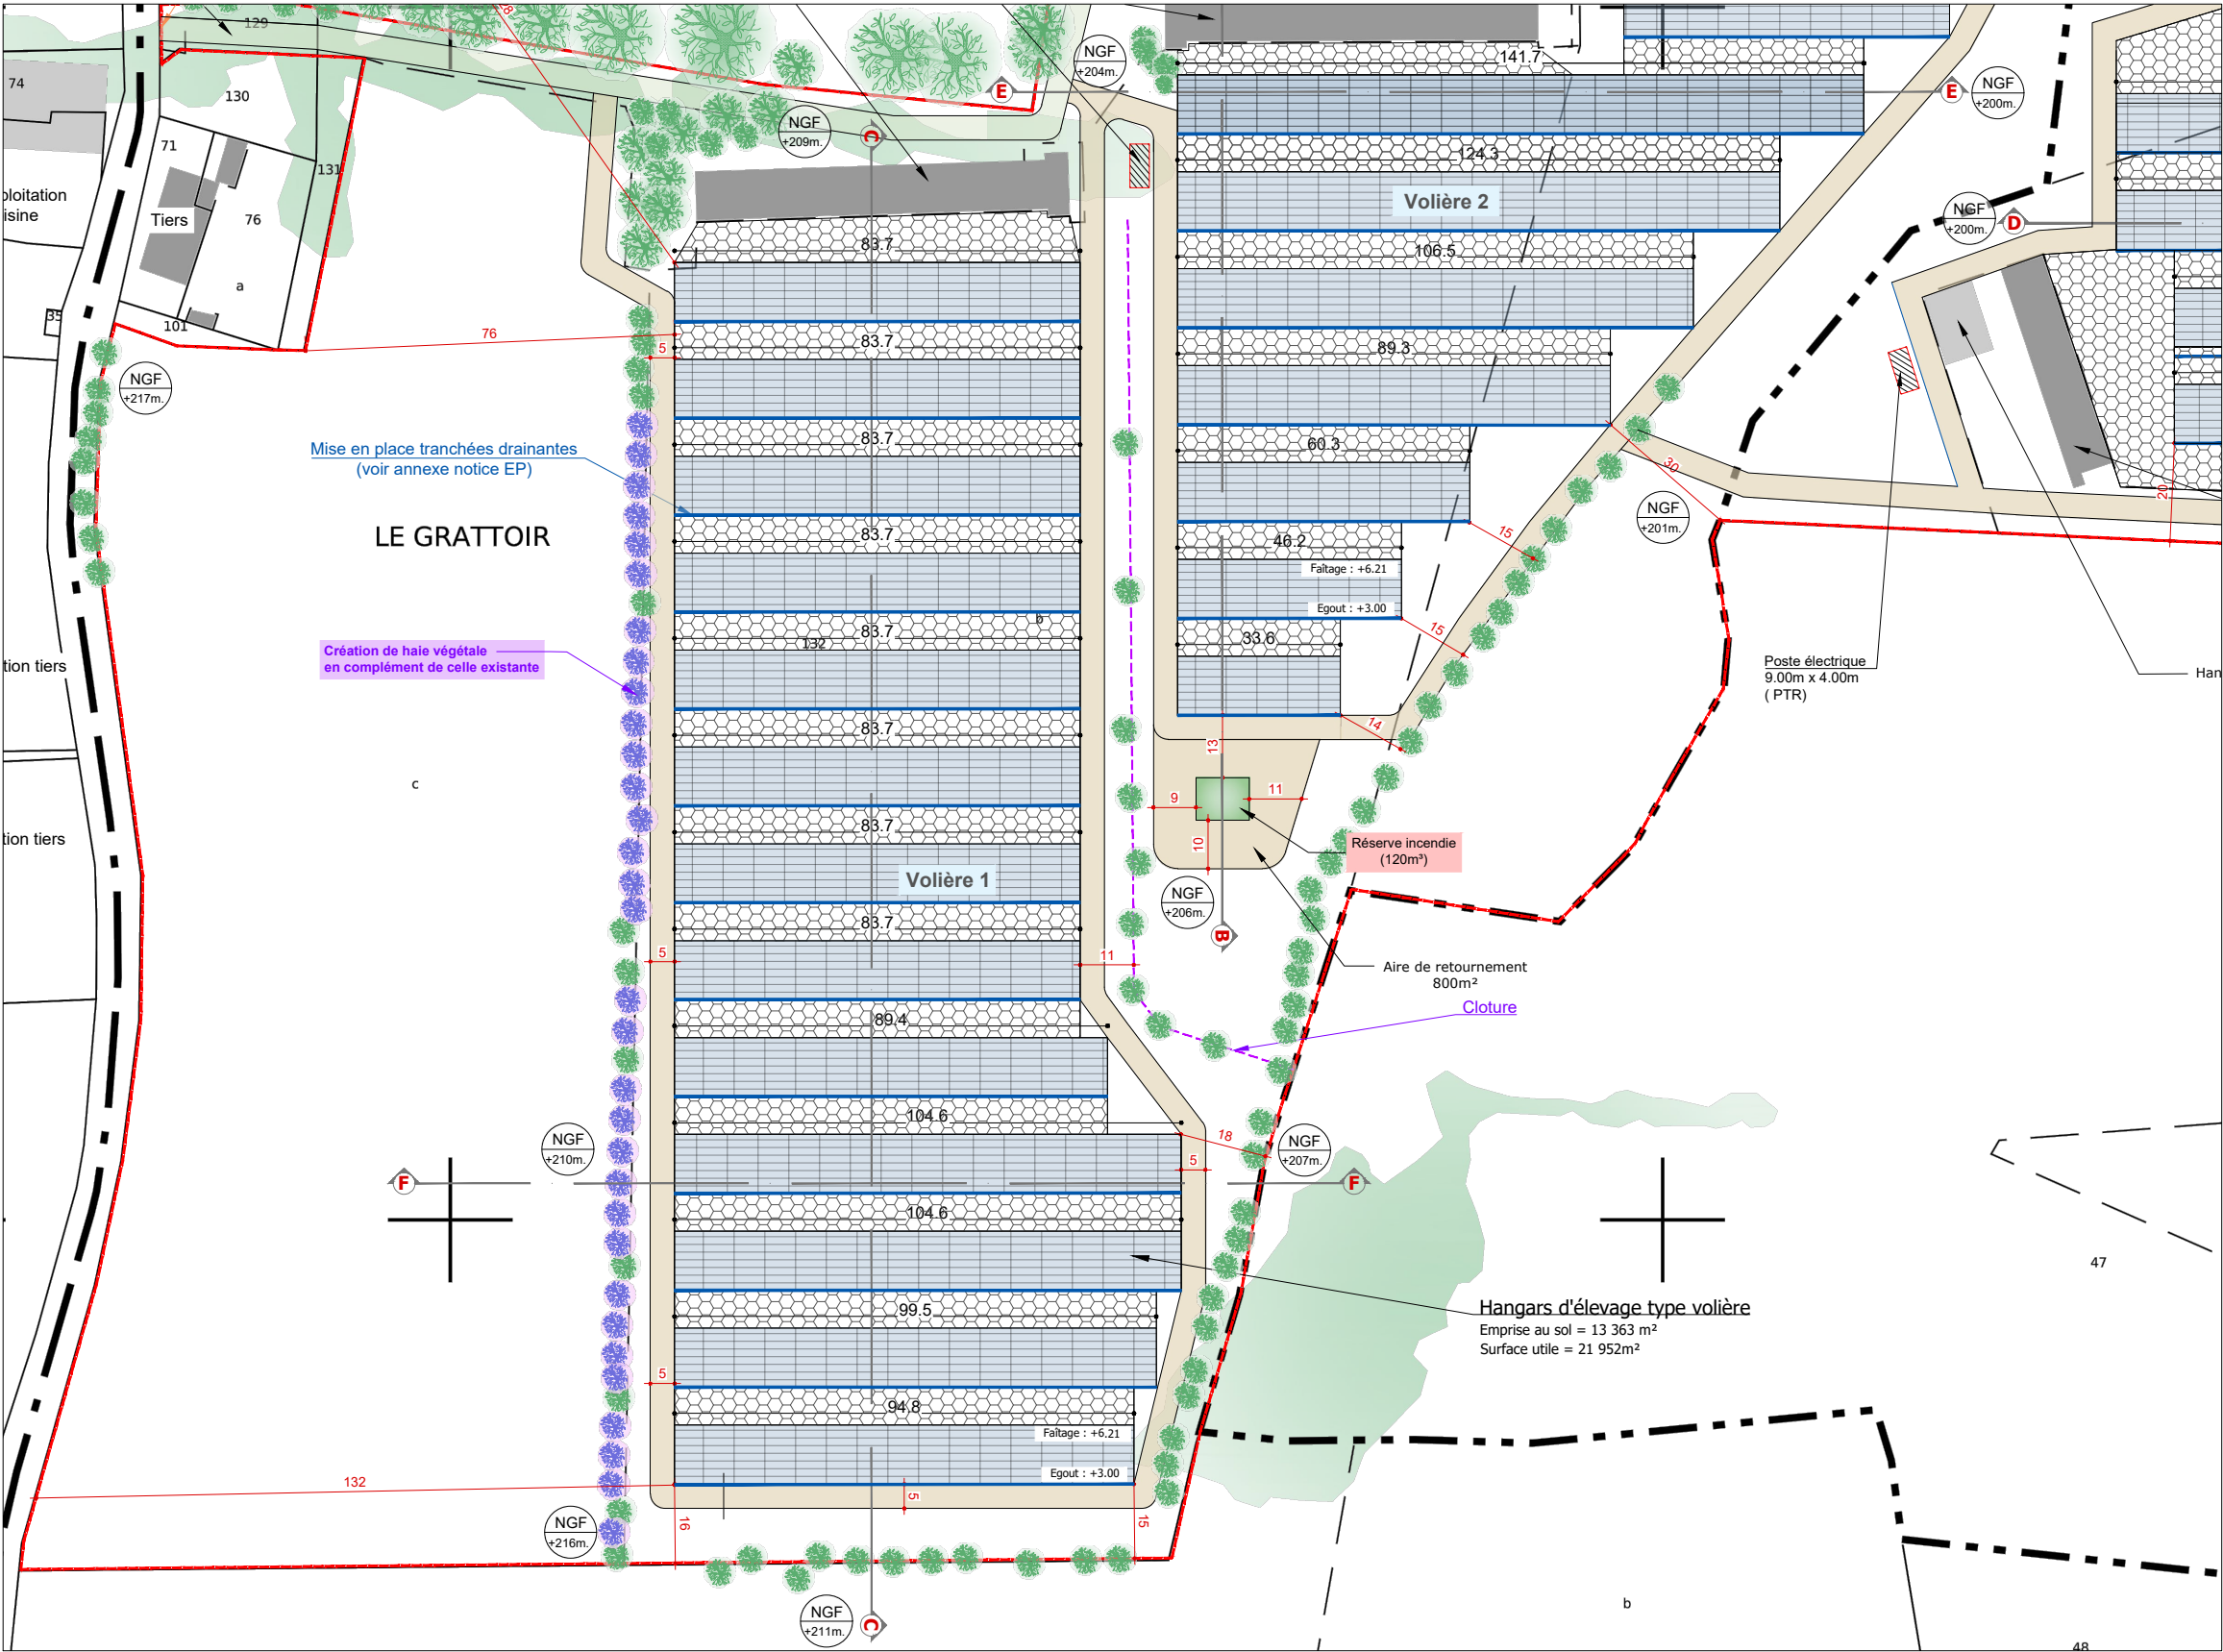 129
8
74
130
71
131
ploitation
isine
Tiers
76
a
35
101
NGF
+217m.
76
5
NGF
+209m.
C
E
NGF
+204m.
141.7
E
NGF
+200m.
124.3
Volière 2
NGF
+200m.
D
83.7
106.5
83.7
89.3
83.7
60.3
30
Mise en place tranchées drainantes
(voir annexe notice EP)
LE GRATTOIR
83.7
46.2
15
NGF
+201m.
20
Faîtage : +6.21
Egout : +3.00
b
83.7
132
33.6
15
Création de haie végétale
en complément de celle existante
tion tiers
Poste électrique
9.00m x 4.00m
( PTR)
Han
83.7
14
13
c
9
11
10
83.7
tion tiers
Réserve incendie
(120m³)
Volière 1
NGF
+206m.
83.7
B
5
11
Aire de retournement
800m²
Cloture
89.4
104.6
18
NGF
+210m.
NGF
+207m.
5
F
F
104.6
47
Hangars d'élevage type volière
Emprise au sol = 13 363 m²
Surface utile = 21 952m²
99.5
5
94.8
Faîtage : +6.21
Egout : +3.00
132
5
16
15
NGF
+216m.
NGF
+211m.
C
b
48